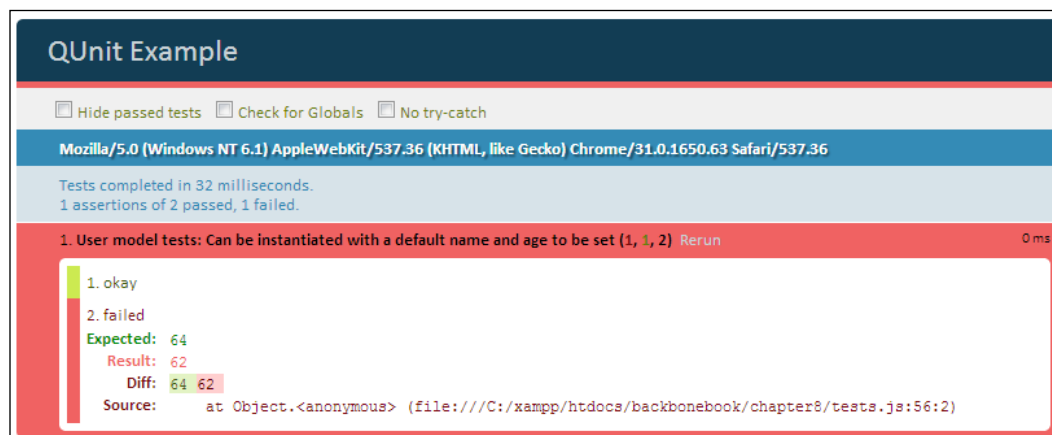 QUnit Example
Hide passed tests Check for Globals No try-catch
Mozilla/5.0 (Windows NT 6.1) AppleWebKit/537.36 (KHTML, like Gecko) Chrome/31.0.1650.63 Safari/537.36
Tests completed in 32 milliseconds.
1 assertions of 2 passed, 1 failed.
1. User model tests: Can be instantiated with a default name and age to be set (1, 1, 2) Rerun 0 ms
1. okay
2. failed
Expected: 64
Result: 62
Diff: 64 62
Source: at Object.<anonymous> (file:///C:/xampp/htdocs/backbonebook/chapter8/tests.js:56:2)